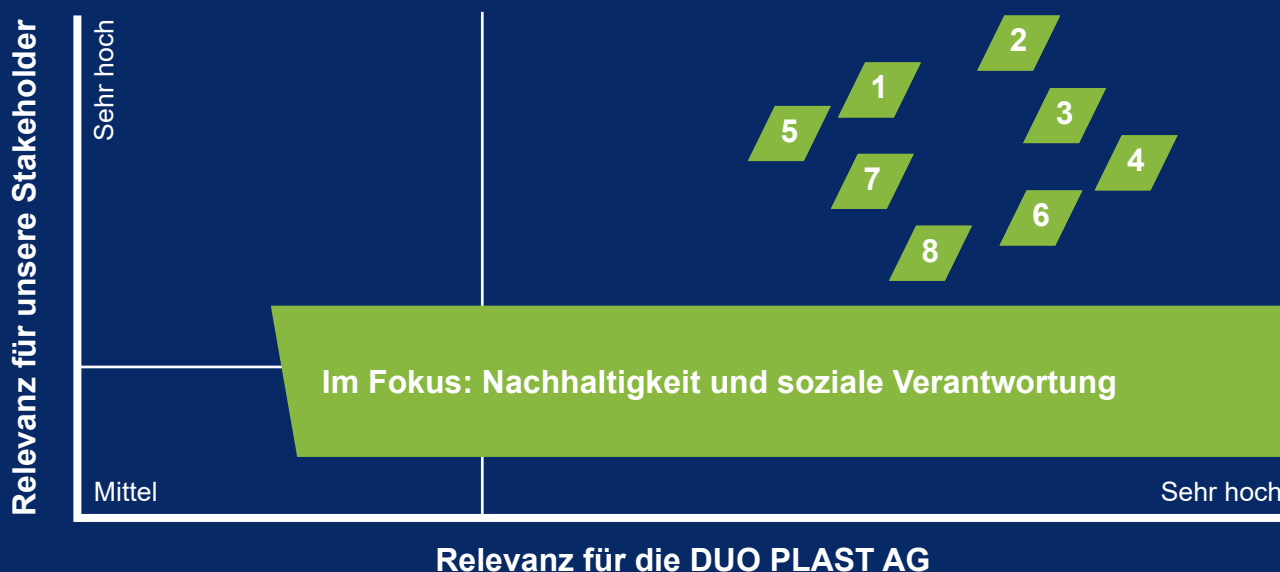 Relevanz für unsere Stakeholder
Sehr hoch
2
1
3
5
4
7
6
8
Im Fokus: Nachhaltigkeit und soziale Verantwortung
Mittel
Sehr hoch
Relevanz für die DUO PLAST AG